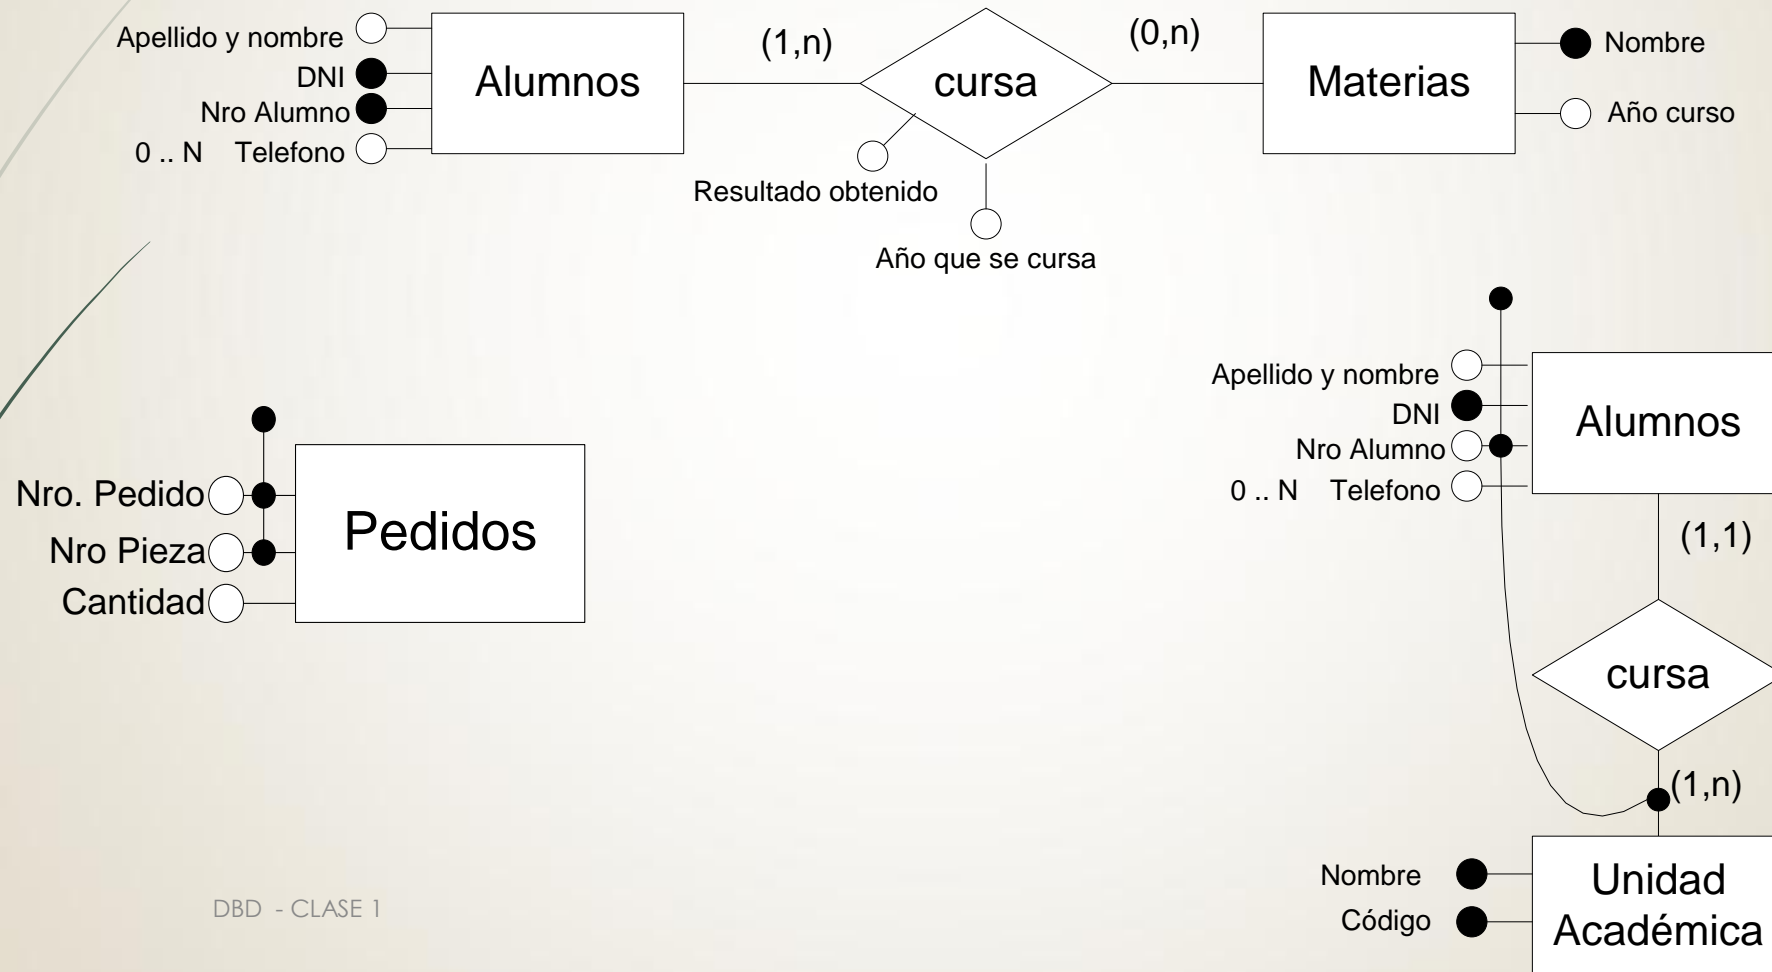 Apellido y nombre
DNI
Nro Alumno
0 .. N Telefono
Alumnos
(1,n)
cursa
(0,n)
Materias
Nombre
Año curso
Resultado obtenido
Año que se cursa
Nro. Pedido
Nro Pieza
Cantidad
Pedidos
Apellido y nombre
DNI
Nro Alumno
0 .. N Telefono
Alumnos
(1,1)
cursa
(1,n)
Nombre
Código
Unidad
Académica
DBD - CLASE 1